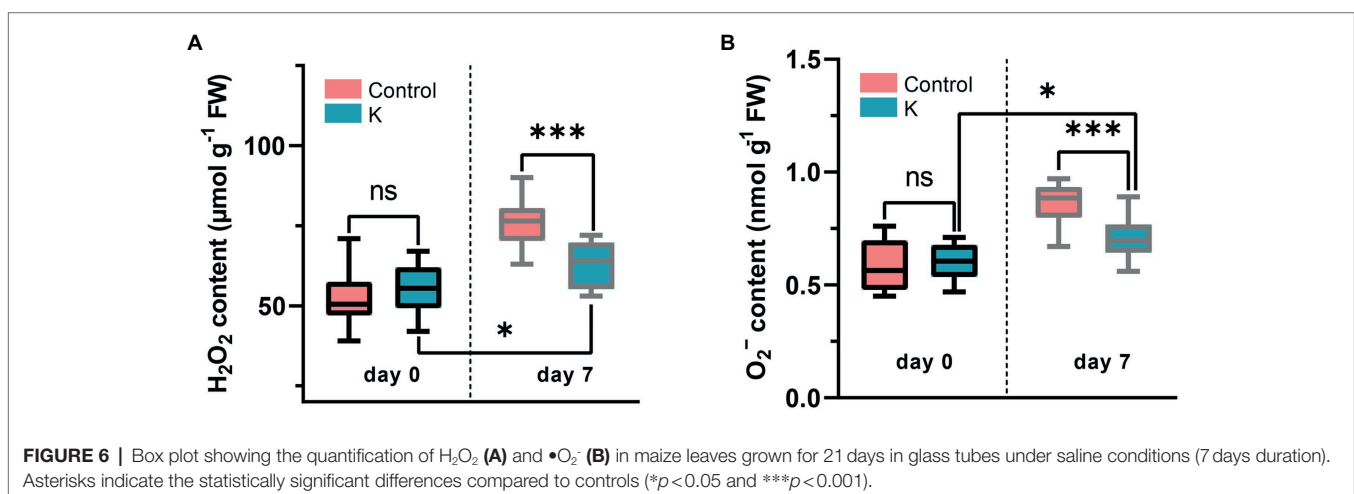 A
H₂O₂ content (µmol g⁻¹ FW)
100
50
Control
K
ns
***
*
day 0
day 7
B
O₂⁻ content (nmol g⁻¹ FW)
1.5
1.0
0.5
0.0
Control
K
ns
*
***
day 0
day 7
FIGURE 6 | Box plot showing the quantification of H₂O₂ (A) and •O₂⁻ (B) in maize leaves grown for 21 days in glass tubes under saline conditions (7 days duration).
Asterisks indicate the statistically significant differences compared to controls (*p<0.05 and ***p<0.001).